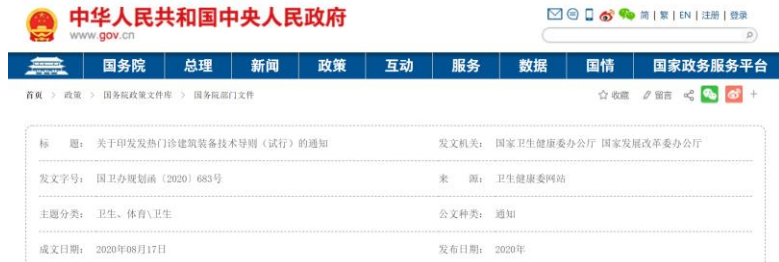 中华人民共和国中央人民政府
www.gov.cn
简 | 繁 | EN | 注册 | 登录
国务院 总理 新闻 政策 互动 服务 数据 国情 国家政务服务平台
首页 > 政策 > 国务院政策文件库 > 国务院部门文件
收藏 留言
标 题: 关于印发发热门诊建筑装备技术导则(试行)的通知 发文机关: 国家卫生健康委办公厅 国家发展改革委办公厅
发文字号: 国卫办规划函〔2020〕683号 来 源: 卫生健康委网站
主题分类: 卫生、体育\卫生 公文种类: 通知
成文日期: 2020年08月17日 发布日期: 2020年